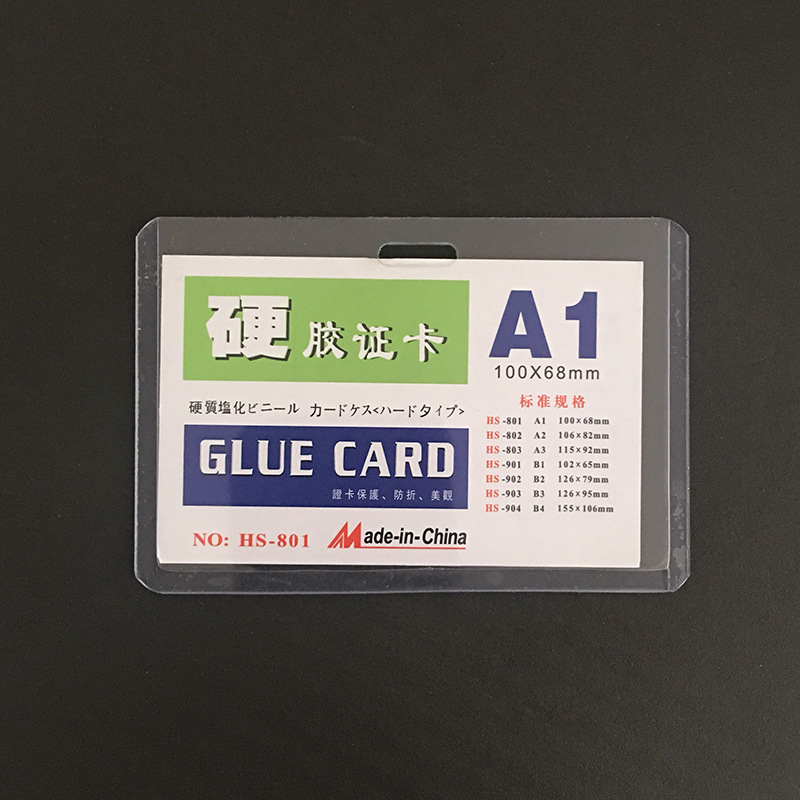 硬胶证卡
硬質塩化ビニール カードケス<ハードタイプ>
GLUE CARD
證卡保護、防折、美觀
NO: HS-801 Made-in-China
A1
100X68mm
标准规格
HS-801 A1 100×68mm
HS-802 A2 106×82mm
HS-803 A3 115×92mm
HS-901 B1 102×65mm
HS-902 B2 126×79mm
HS-903 B3 126×95mm
HS-904 B4 155×106mm